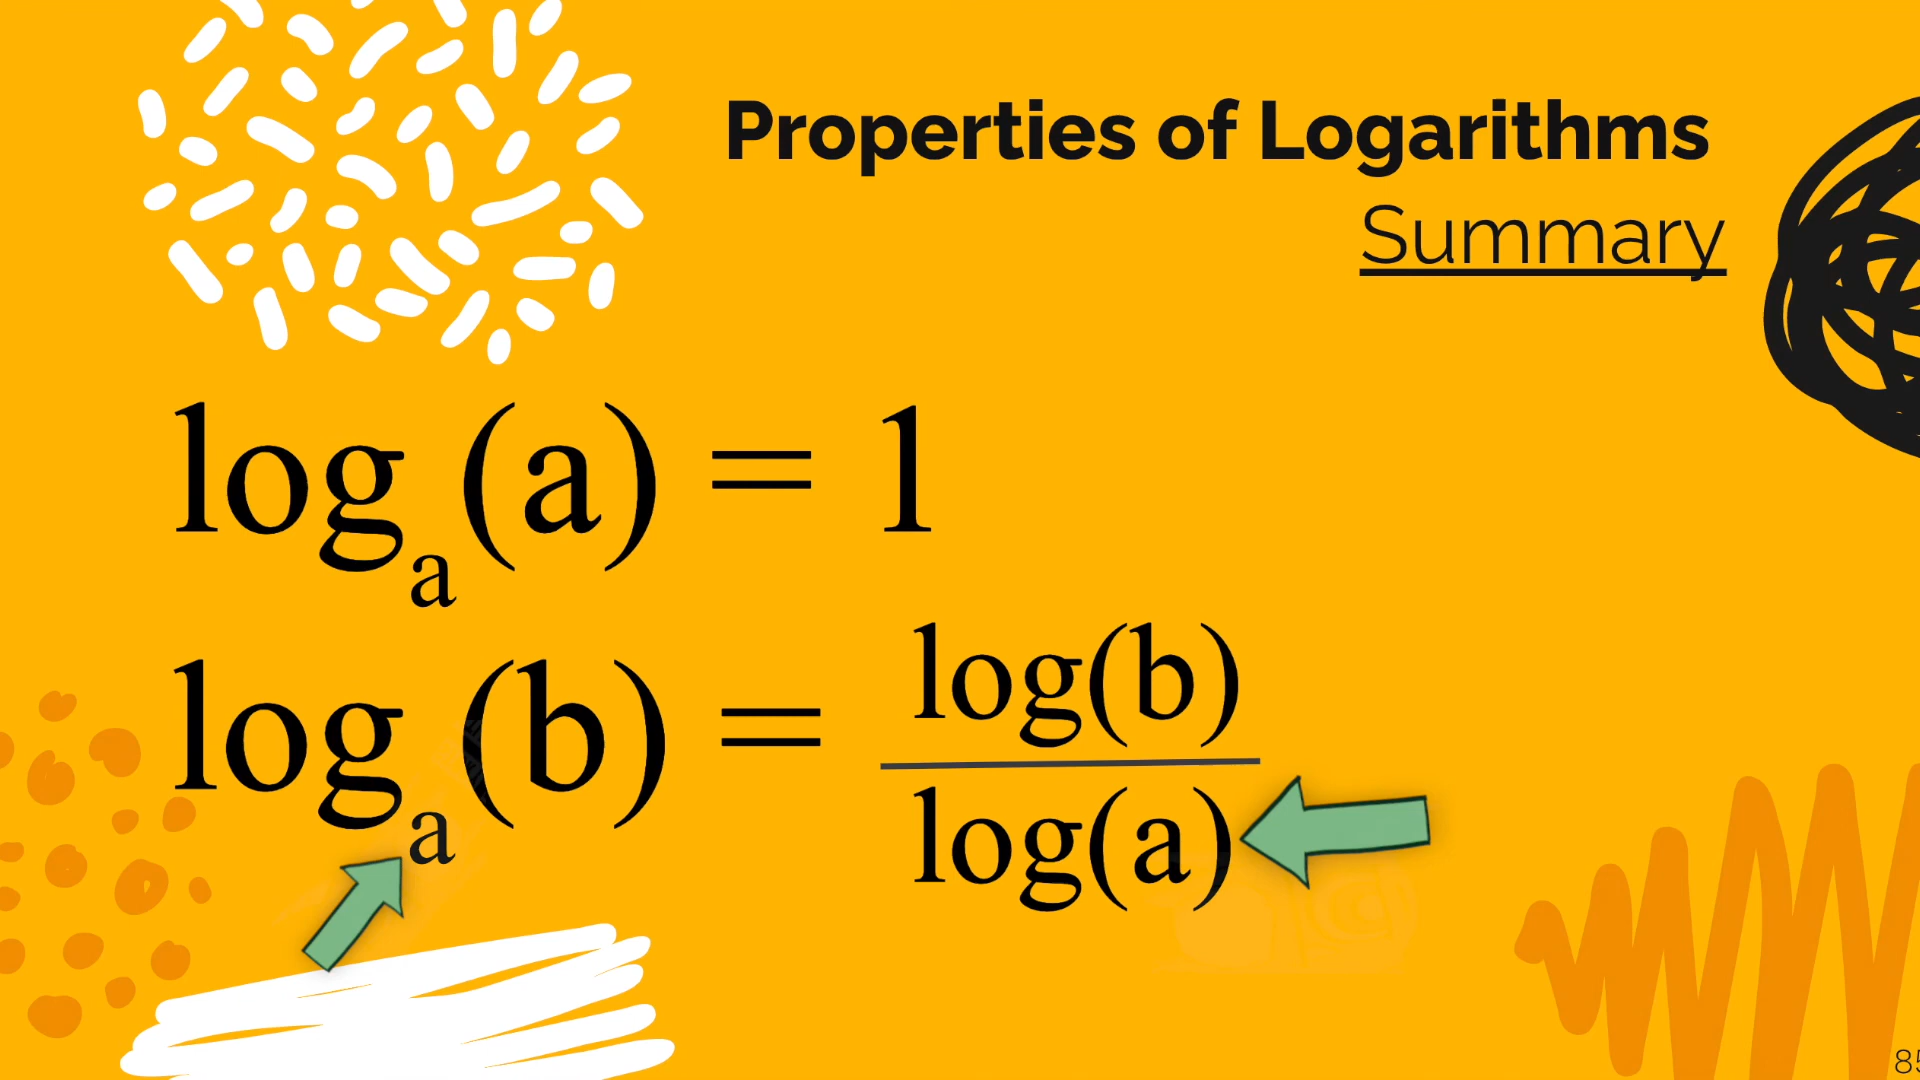 Properties of Logarithms
Summary
logₐ(a) = 1
logₐ(b) = log(b)
log(a)